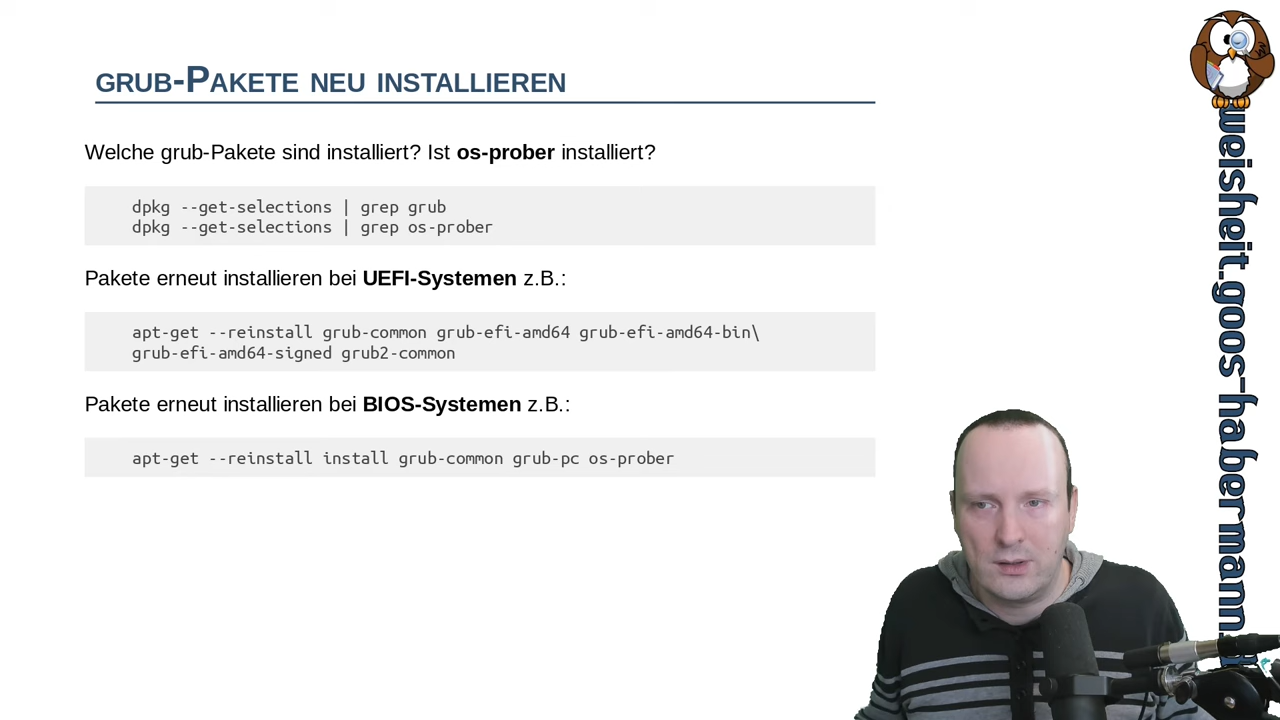 GRUB-PAKETE NEU INSTALLIEREN
Welche grub-Pakete sind installiert? Ist os-prober installiert?
dpkg --get-selections | grep grub
dpkg --get-selections | grep os-prober
Pakete erneut installieren bei UEFI-Systemen z.B.:
apt-get --reinstall grub-common grub-efi-amd64 grub-efi-amd64-bin\
grub-efi-amd64-signed grub2-common
Pakete erneut installieren bei BIOS-Systemen z.B.:
apt-get --reinstall install grub-common grub-pc os-prober
weisheit.goos-habermann